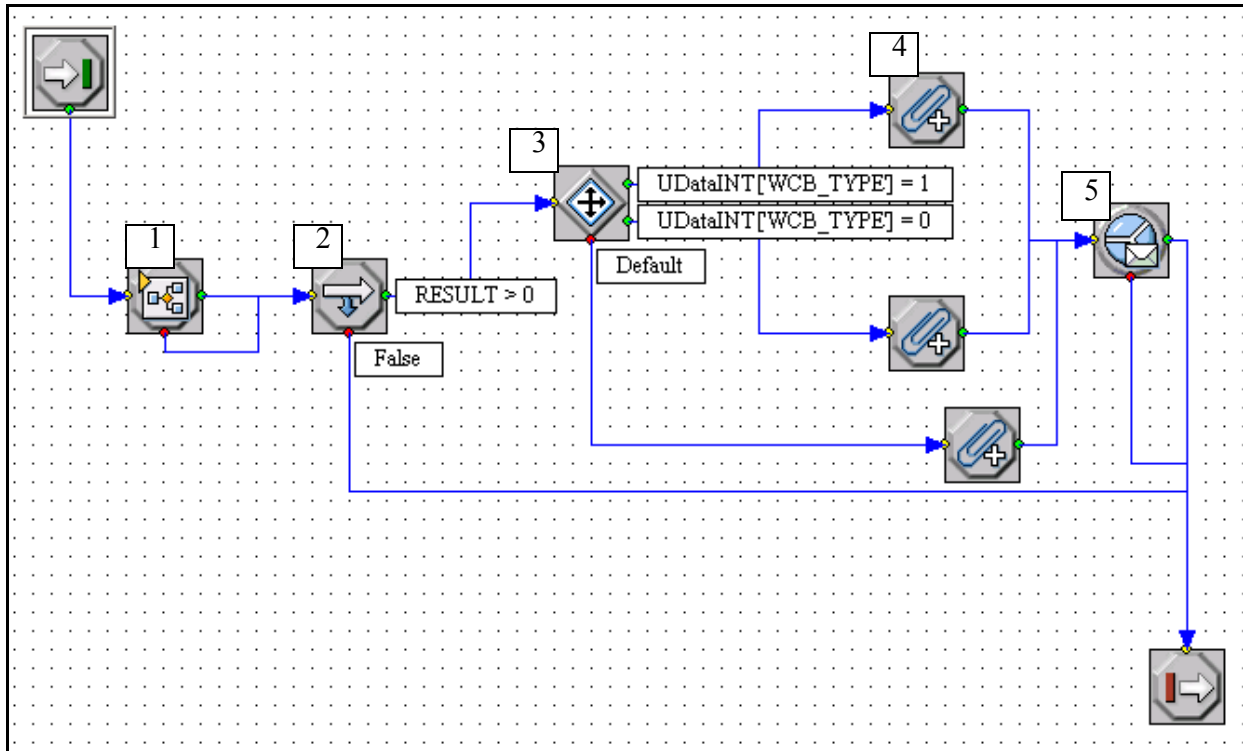 4
3
UDataINT['WCB_TYPE'] = 1
5
UDataINT['WCB_TYPE'] = 0
1
2
Default
RESULT > 0
False